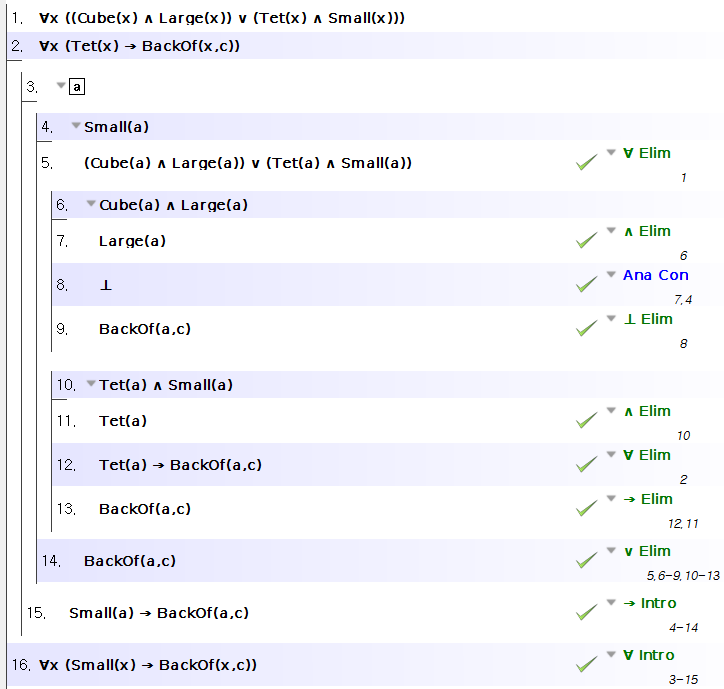 1. ∀x ((Cube(x) ∧ Large(x)) ∨ (Tet(x) ∧ Small(x)))
2. ∀x (Tet(x) → BackOf(x,c))
3. a
4. Small(a)
5. (Cube(a) ∧ Large(a)) ∨ (Tet(a) ∧ Small(a)) ∀ Elim
1
6. Cube(a) ∧ Large(a)
7. Large(a) ∧ Elim
6
8. ⊥ Ana Con
7,4
9. BackOf(a,c) ⊥ Elim
8
10. Tet(a) ∧ Small(a)
11. Tet(a) ∧ Elim
10
12. Tet(a) → BackOf(a,c) ∀ Elim
2
13. BackOf(a,c) → Elim
12,11
14. BackOf(a,c) ∨ Elim
5,6–9,10–13
15. Small(a) → BackOf(a,c) → Intro
4–14
16. ∀x (Small(x) → BackOf(x,c)) ∀ Intro
3–15